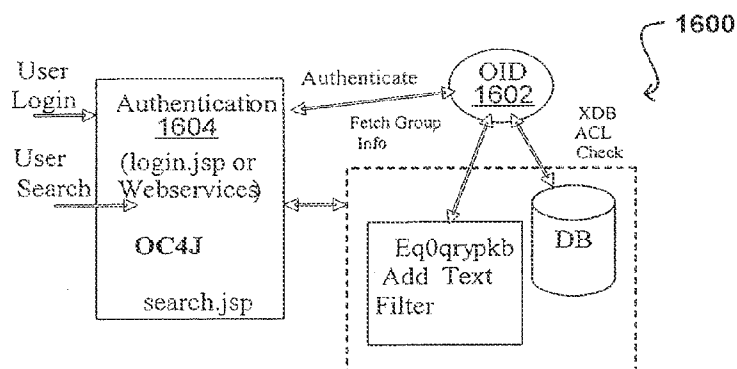 1600
User
Login
Authentication
1604
(login.jsp or
Webservices)
User
Search
OC4J
search.jsp
Authenticate
OID
1602
Fetch Group
Info
XDB
ACL
Check
Eq0qrypkb
Add Text
Filter
DB